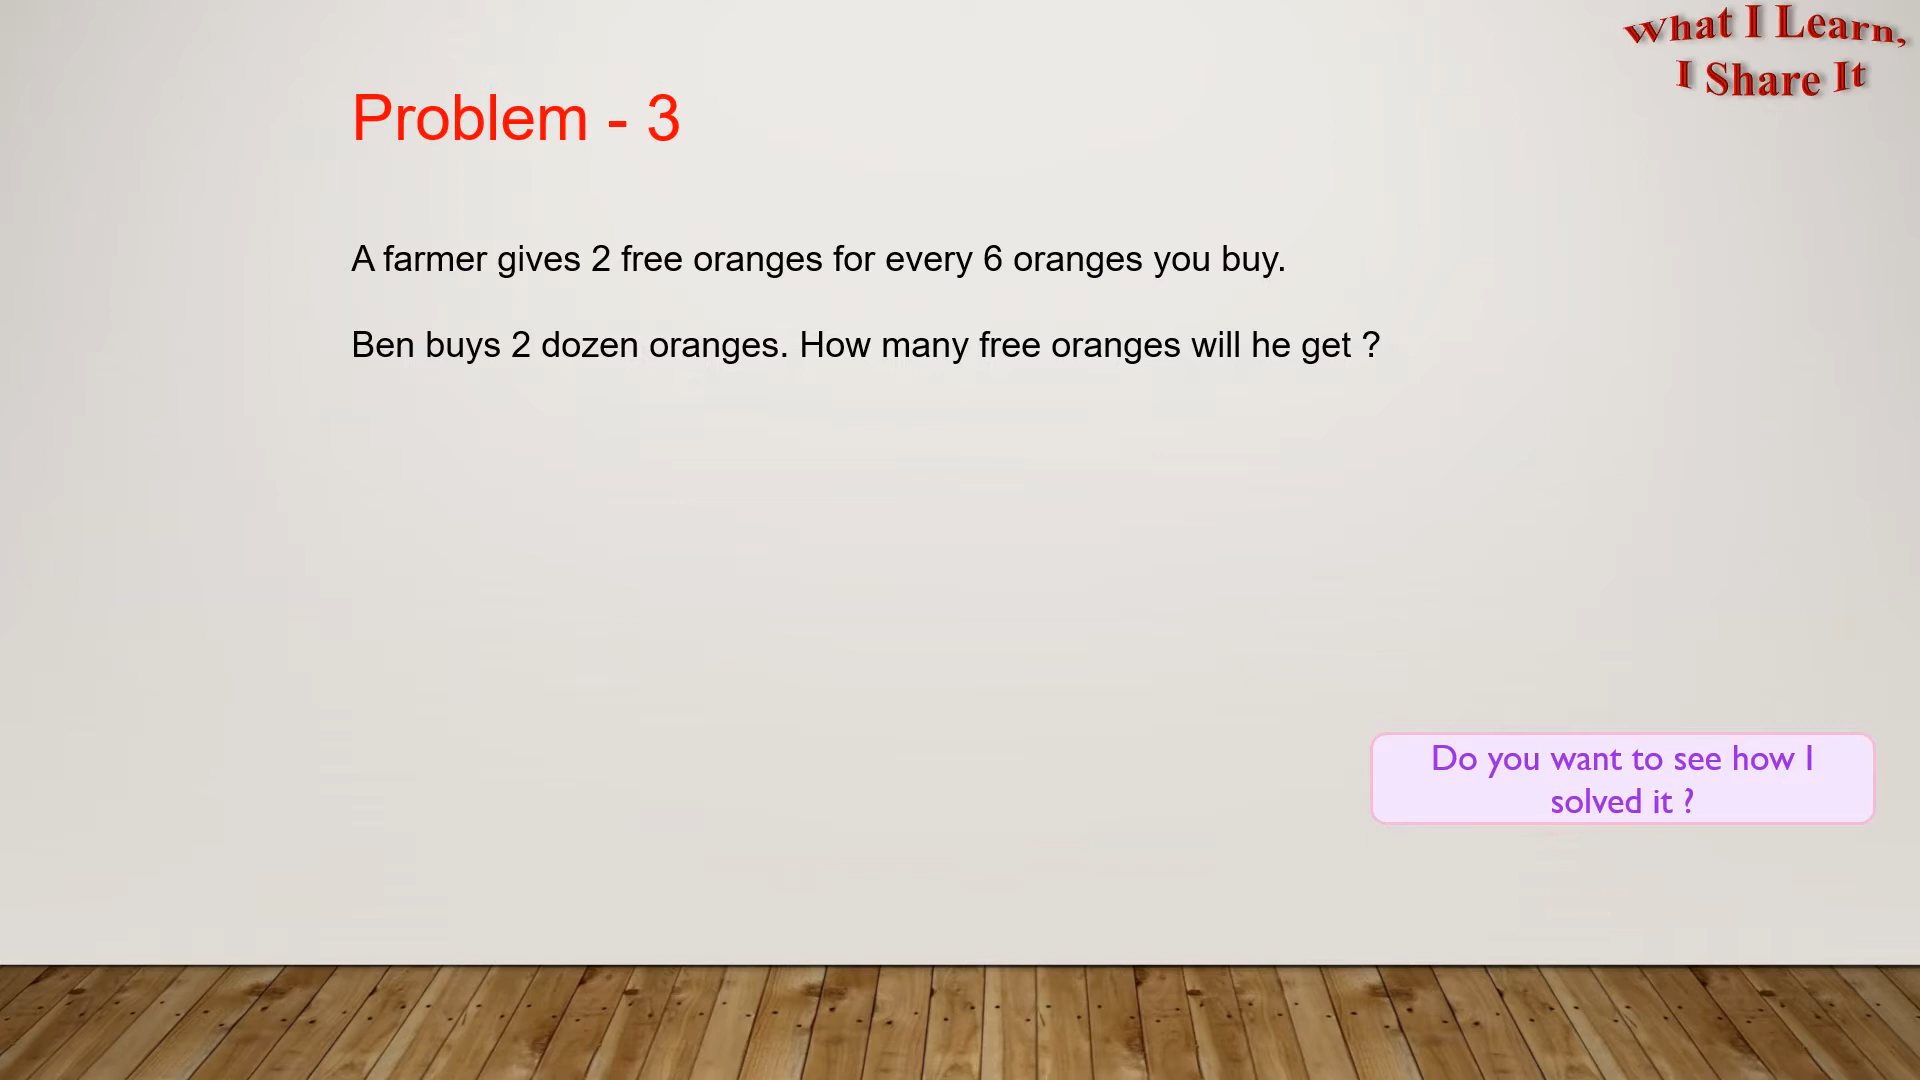 What I Learn,
I Share It
Problem - 3
A farmer gives 2 free oranges for every 6 oranges you buy.
Ben buys 2 dozen oranges. How many free oranges will he get ?
Do you want to see how I
solved it ?